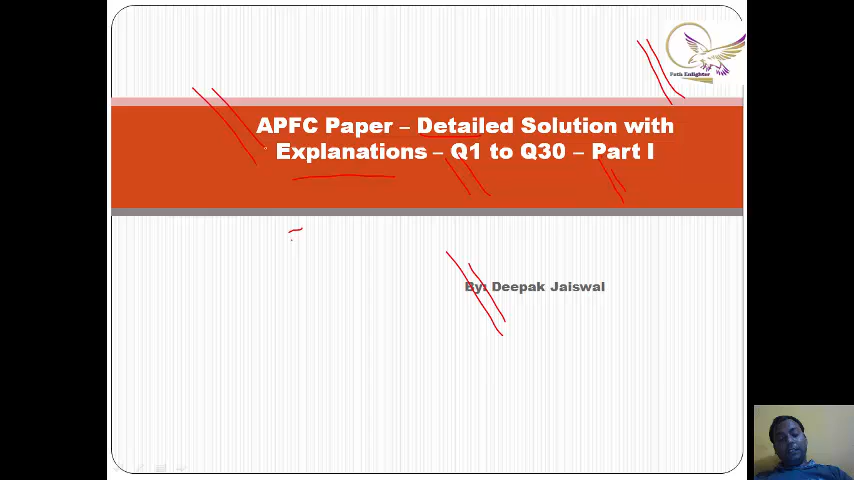 Path Enlighter
APFC Paper – Detailed Solution with
Explanations – Q1 to Q30 – Part I
By: Deepak Jaiswal